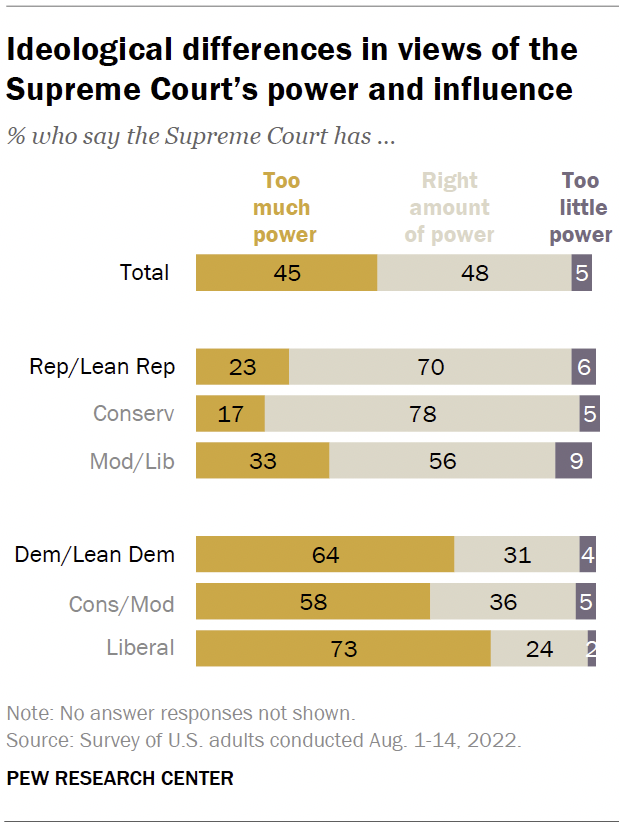 Ideological differences in views of the
Supreme Court's power and influence
% who say the Supreme Court has ...
Too much power Right amount of power Too little power
Total 45 48 5
Rep/Lean Rep 23 70 6
Conserv 17 78 5
Mod/Lib 33 56 9
Dem/Lean Dem 64 31 4
Cons/Mod 58 36 5
Liberal 73 24 2
Note: No answer responses not shown.
Source: Survey of U.S. adults conducted Aug. 1-14, 2022.
PEW RESEARCH CENTER